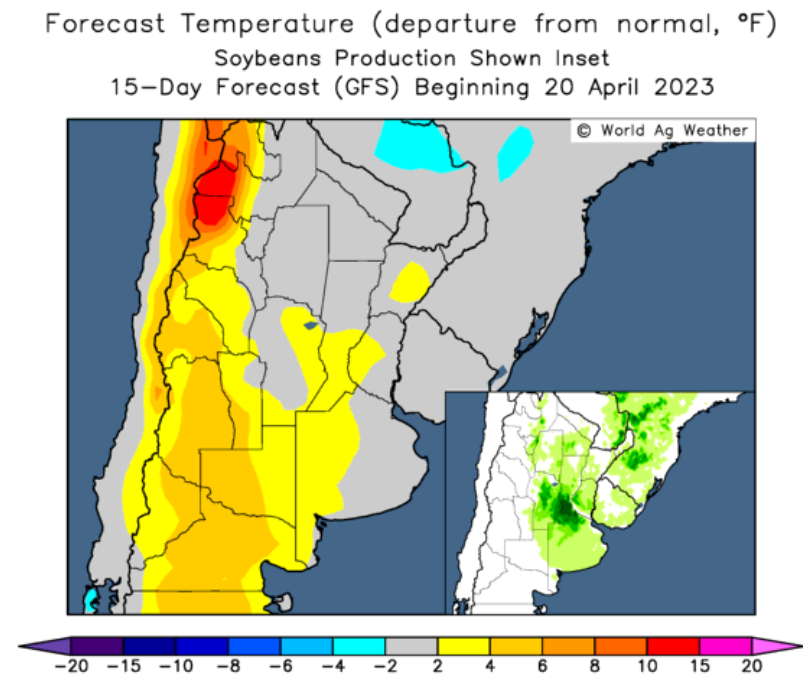 Forecast Temperature (departure from normal, °F)
Soybeans Production Shown Inset
15-Day Forecast (GFS) Beginning 20 April 2023
© World Ag Weather
-20 -15 -10 -8 -6 -4 -2 2 4 6 8 10 15 20